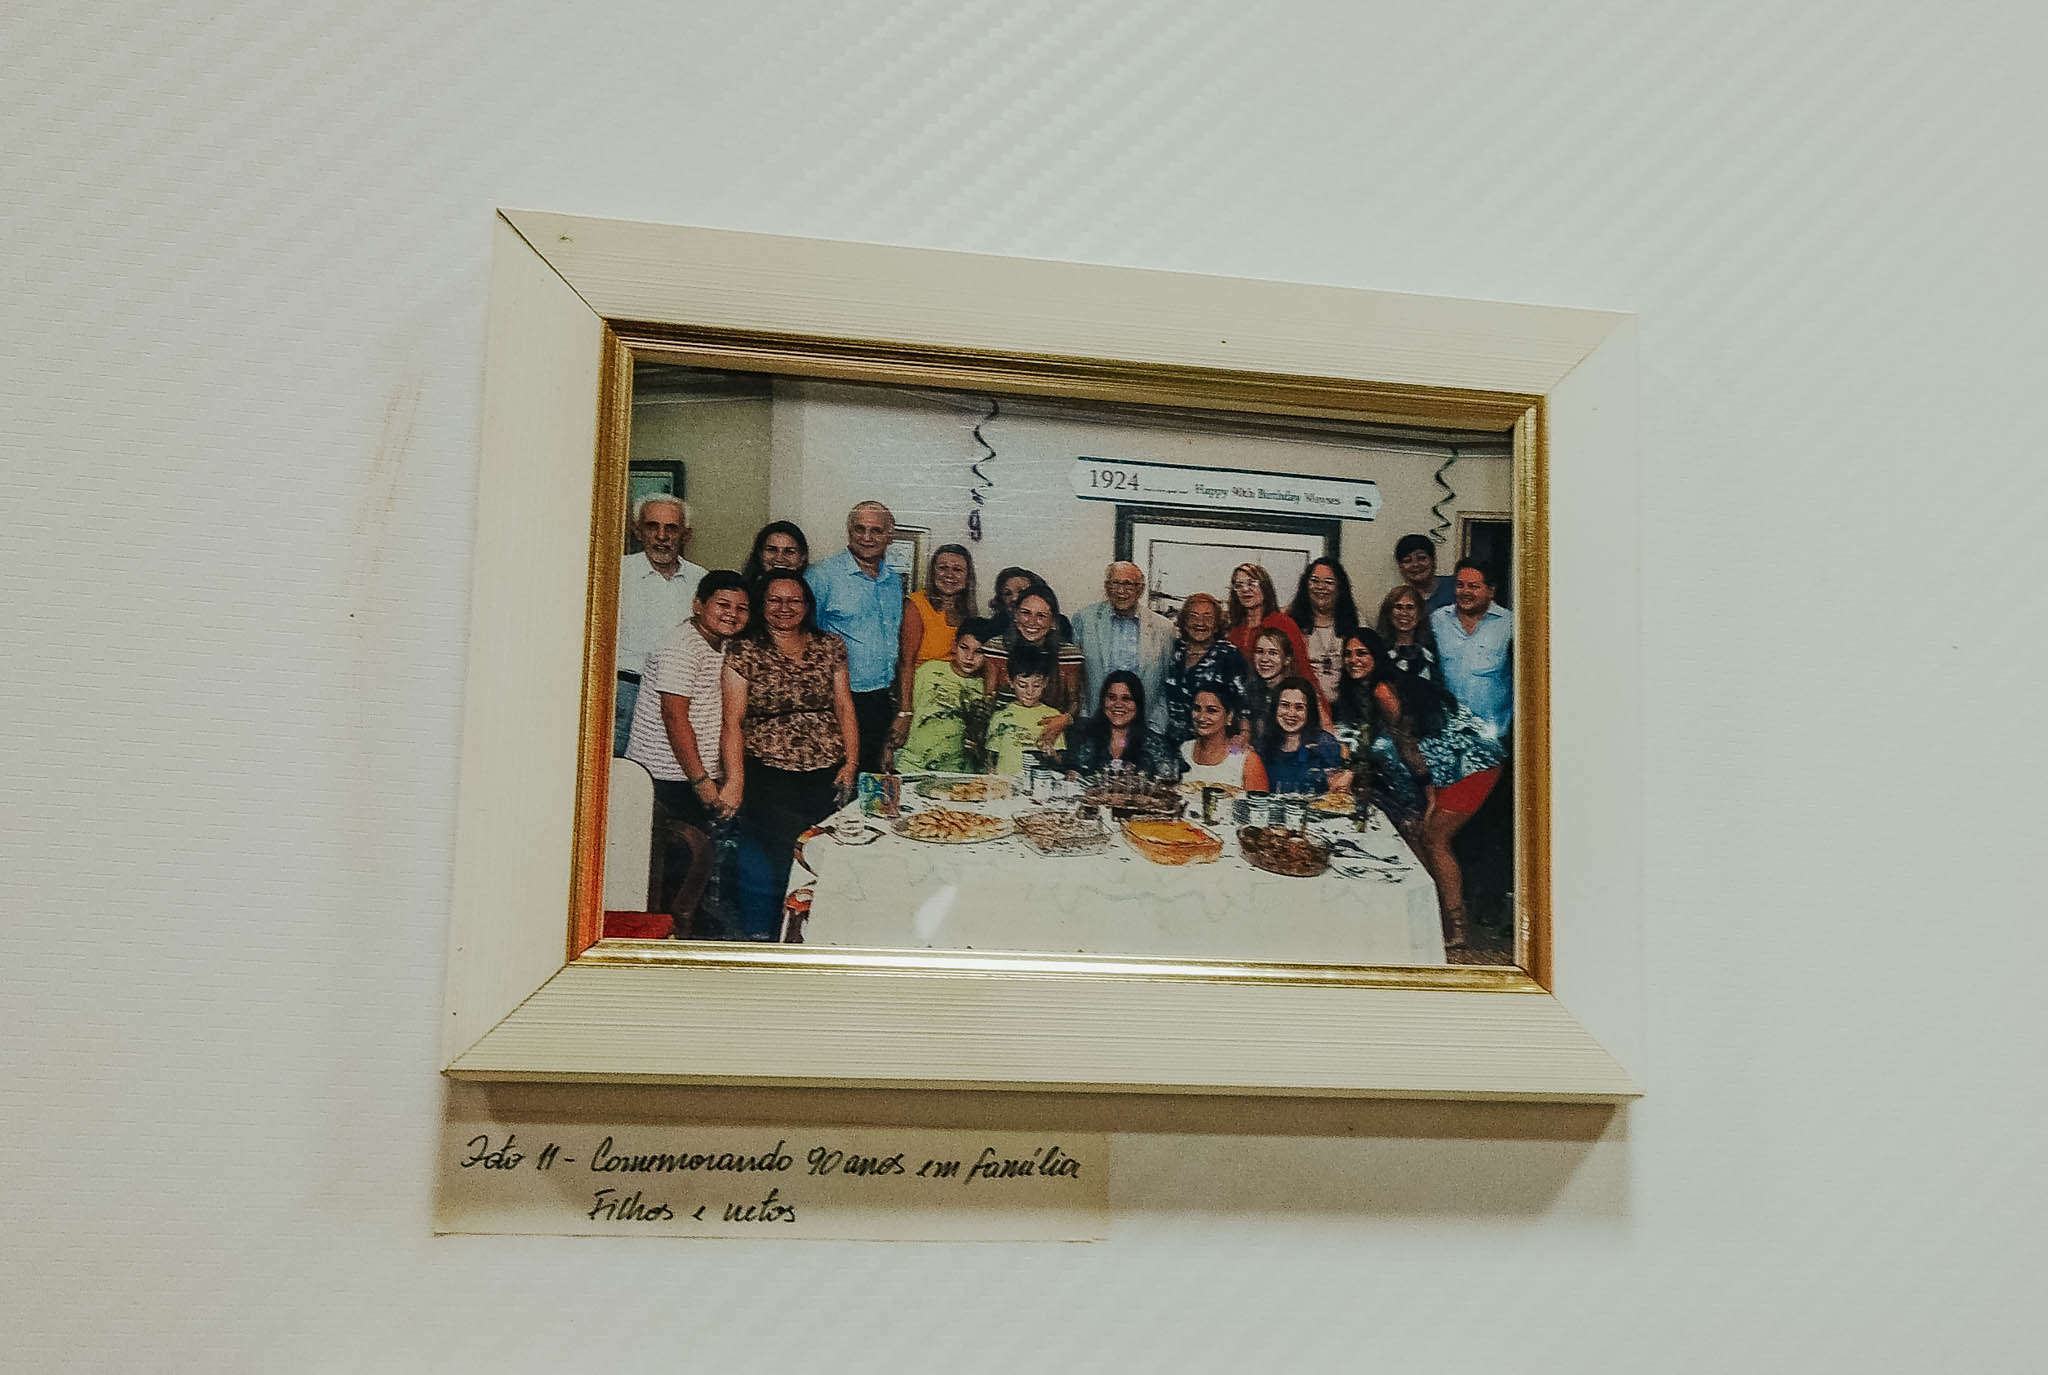 1924 Happy 90th Birthday Moyses
Foto 11 - Comemorando 90 anos em família
Filhos e netos